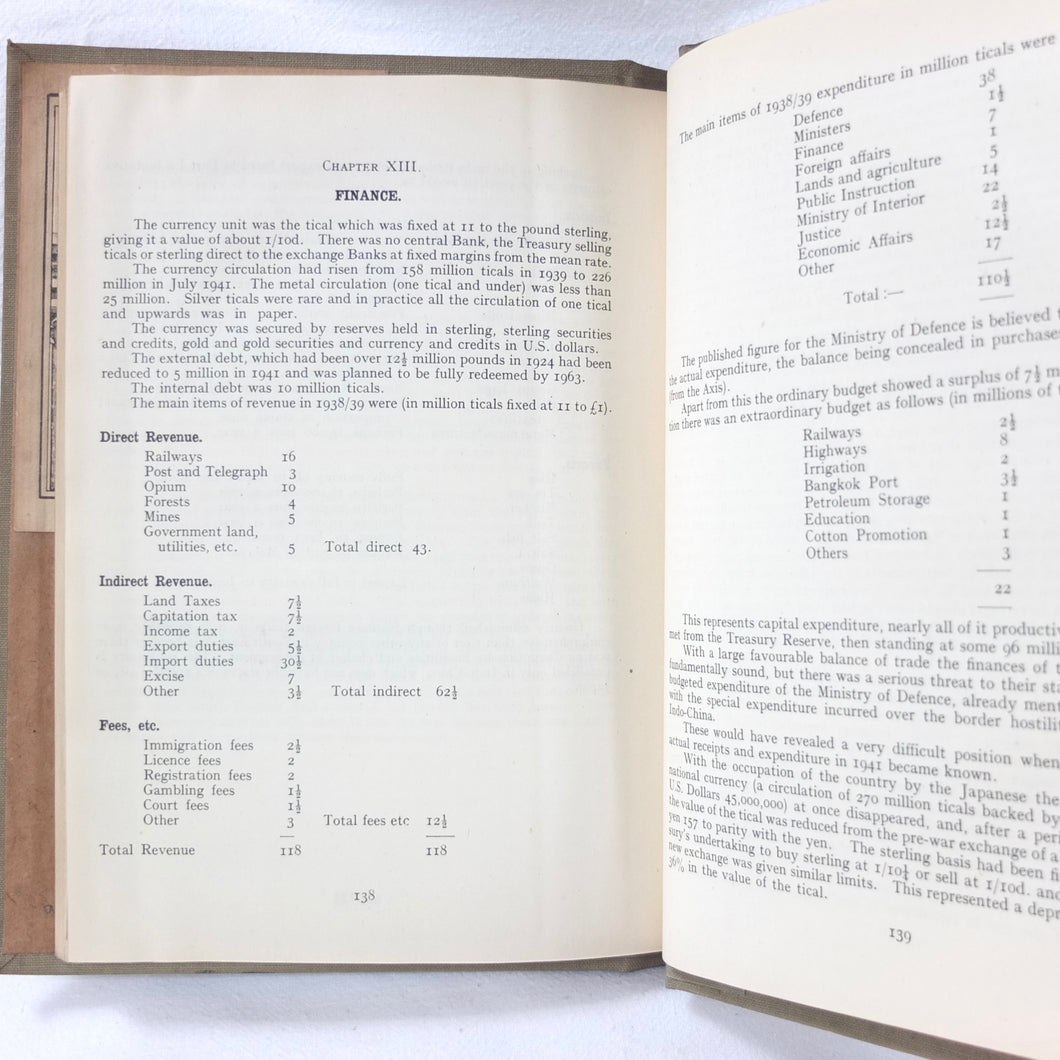 CHAPTER XIII.
FINANCE.
The currency unit was the tical which was fixed at 11 to the pound sterling,
giving it a value of about 1/10d. There was no central Bank, the Treasury selling
ticals or sterling direct to the exchange Banks at fixed margins from the mean rate.
The currency circulation had risen from 158 million ticals in 1939 to 226
million in July 1941. The metal circulation (one tical and under) was less than
25 million. Silver ticals were rare and in practice all the circulation of one tical
and upwards was in paper.
The currency was secured by reserves held in sterling, sterling securities
and credits, gold and gold securities and currency and credits in U.S. dollars.
The external debt, which had been over 12½ million pounds in 1924 had been
reduced to 5 million in 1941 and was planned to be fully redeemed by 1963.
The internal debt was 10 million ticals.
The main items of revenue in 1938/39 were (in million ticals fixed at 11 to £1).
Direct Revenue.
Railways 16
Post and Telegraph 3
Opium 10
Forests 4
Mines 5
Government land,
utilities, etc. 5 Total direct 43.
Indirect Revenue.
Land Taxes 7½
Capitation tax 7½
Income tax 2
Export duties 5½
Import duties 30½
Excise 7
Other 3½ Total indirect 62½
Fees, etc.
Immigration fees 2½
Licence fees 2
Registration fees 2
Gambling fees 1½
Court fees 1½
Other 3 Total fees etc 12½
Total Revenue 118 118
138
The main items of 1938/39 expenditure in million ticals were
Defence 38
Ministers 1½
Finance 7
Foreign affairs 1
Lands and agriculture 5
Public Instruction 14
Ministry of Interior 22
Justice 2½
Economic Affairs 12½
Other 17
Total :— 110½
The published figure for the Ministry of Defence is believed
the actual expenditure, the balance being concealed in purchases
(from the Axis).
Apart from this the ordinary budget showed a surplus of 7½
tion there was an extraordinary budget as follows (in millions of
Railways 2½
Highways 8
Irrigation 2
Bangkok Port 3½
Petroleum Storage 1
Education 1
Cotton Promotion 1
Others 3
22
This represents capital expenditure, nearly all of it
met from the Treasury Reserve, then standing at some 96
With a large favourable balance of trade the finances of
fundamentally sound, but there was a serious threat to their
budgeted expenditure of the Ministry of Defence, already
with the special expenditure incurred over the border
Indo-China.
These would have revealed a very difficult position when
actual receipts and expenditure in 1941 became known.
With the occupation of the country by the Japanese the
national currency (a circulation of 270 million ticals backed by
U.S. Dollars 45,000,000) at once disappeared, and, after a
the value of the tical was reduced from the pre-war exchange of
yen 157 to parity with the yen. The sterling basis had been
sury's undertaking to buy sterling at 1/10¼ or sell at 1/10d. and
new exchange was given similar limits. This represented a
36% in the value of the tical.
139